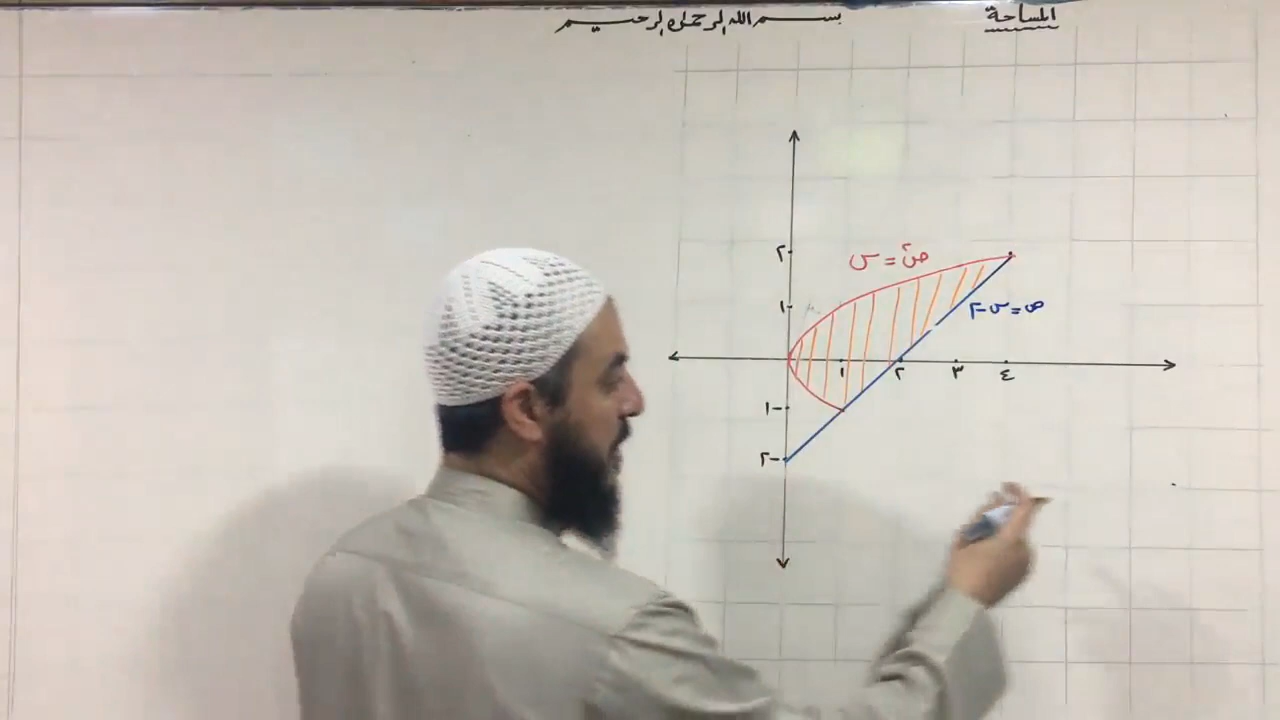 المساحة
بسم الله الرحمن الرحيم
٢
ص٢ = س
١
ص = س - ٢
١ ٢ ٣ ٤
-١
-٢